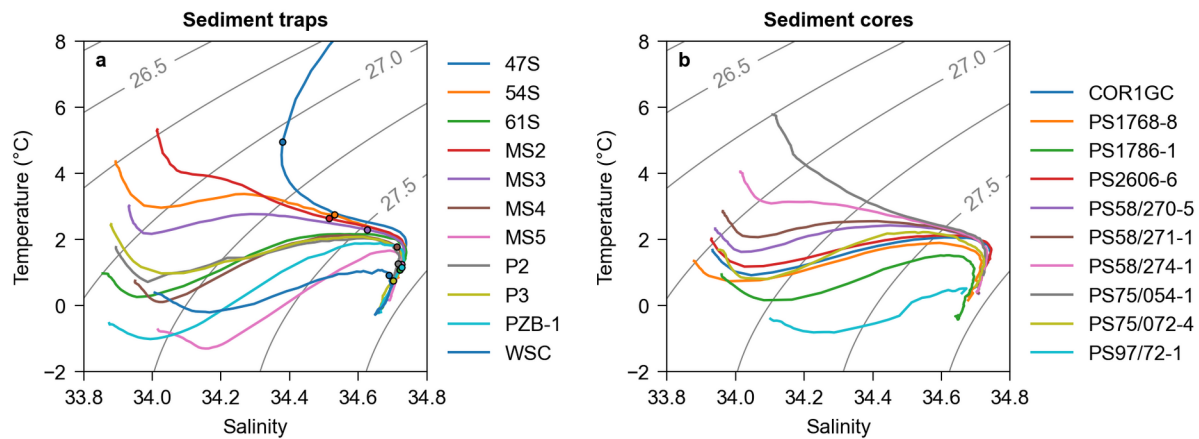 Sediment traps
a
26.5
27.0
27.5
8
6
4
2
0
−2
Temperature (°C)
33.8 34.0 34.2 34.4 34.6 34.8
Salinity
47S
54S
61S
MS2
MS3
MS4
MS5
P2
P3
PZB-1
WSC
Sediment cores
b
26.5
27.0
27.5
8
6
4
2
0
−2
Temperature (°C)
33.8 34.0 34.2 34.4 34.6 34.8
Salinity
COR1GC
PS1768-8
PS1786-1
PS2606-6
PS58/270-5
PS58/271-1
PS58/274-1
PS75/054-1
PS75/072-4
PS97/72-1